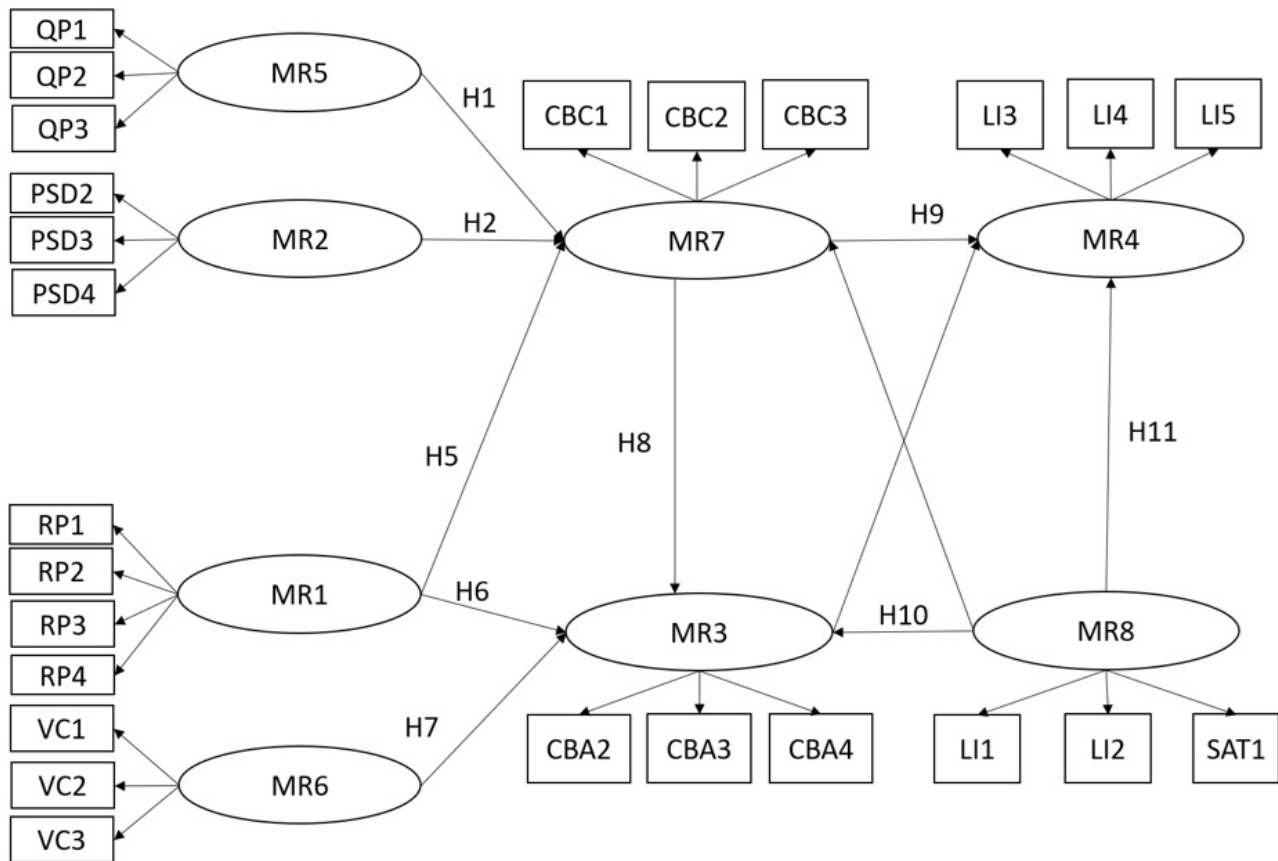 QP1
QP2
QP3
MR5
H1
CBC1
CBC2
CBC3
LI3
LI4
LI5
PSD2
PSD3
PSD4
MR2
H2
MR7
H9
MR4
H5
H8
H11
RP1
RP2
RP3
RP4
MR1
H6
MR3
H10
MR8
VC1
VC2
VC3
MR6
H7
CBA2
CBA3
CBA4
LI1
LI2
SAT1